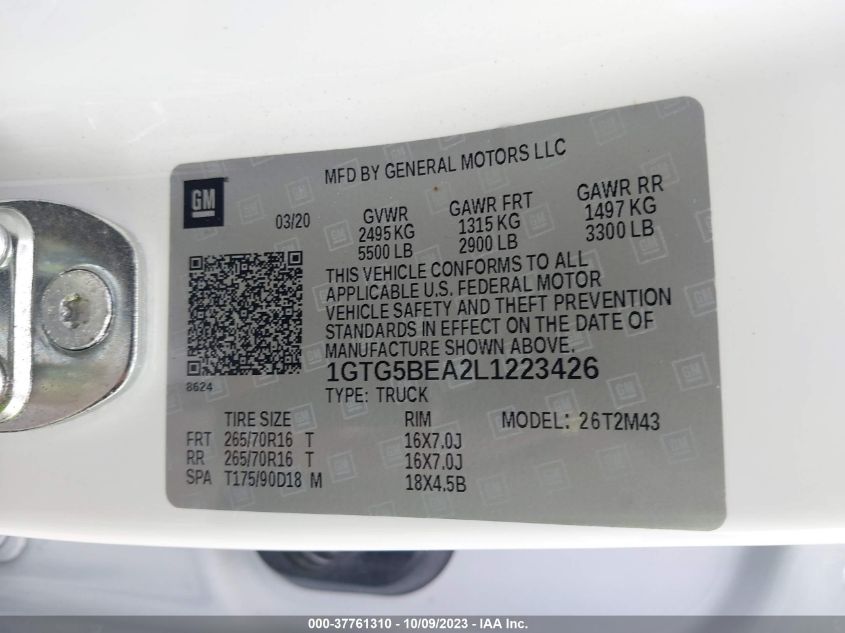 MFD BY GENERAL MOTORS LLC
GM
03/20 GVWR GAWR FRT GAWR RR
2495 KG 1315 KG 1497 KG
5500 LB 2900 LB 3300 LB
THIS VEHICLE CONFORMS TO ALL
APPLICABLE U.S. FEDERAL MOTOR
VEHICLE SAFETY AND THEFT PREVENTION
STANDARDS IN EFFECT ON THE DATE OF
MANUFACTURE SHOWN ABOVE.
8624
1GTG5BEA2L1223426
TYPE: TRUCK
TIRE SIZE RIM MODEL: 26T2M43
FRT 265/70R16 T 16X7.0J
RR 265/70R16 T 16X7.0J
SPA T175/90D18 M 18X4.5B
000-37761310 - 10/09/2023 - IAA Inc.